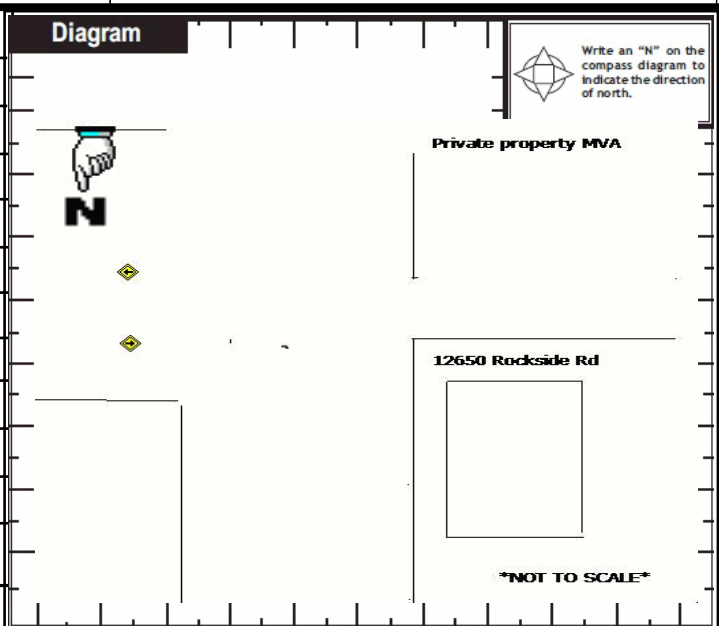 Diagram
Write an “N” on the
compass diagram to
indicate the direction
of north.
Private property MVA
N
12650 Rockside Rd
*NOT TO SCALE*